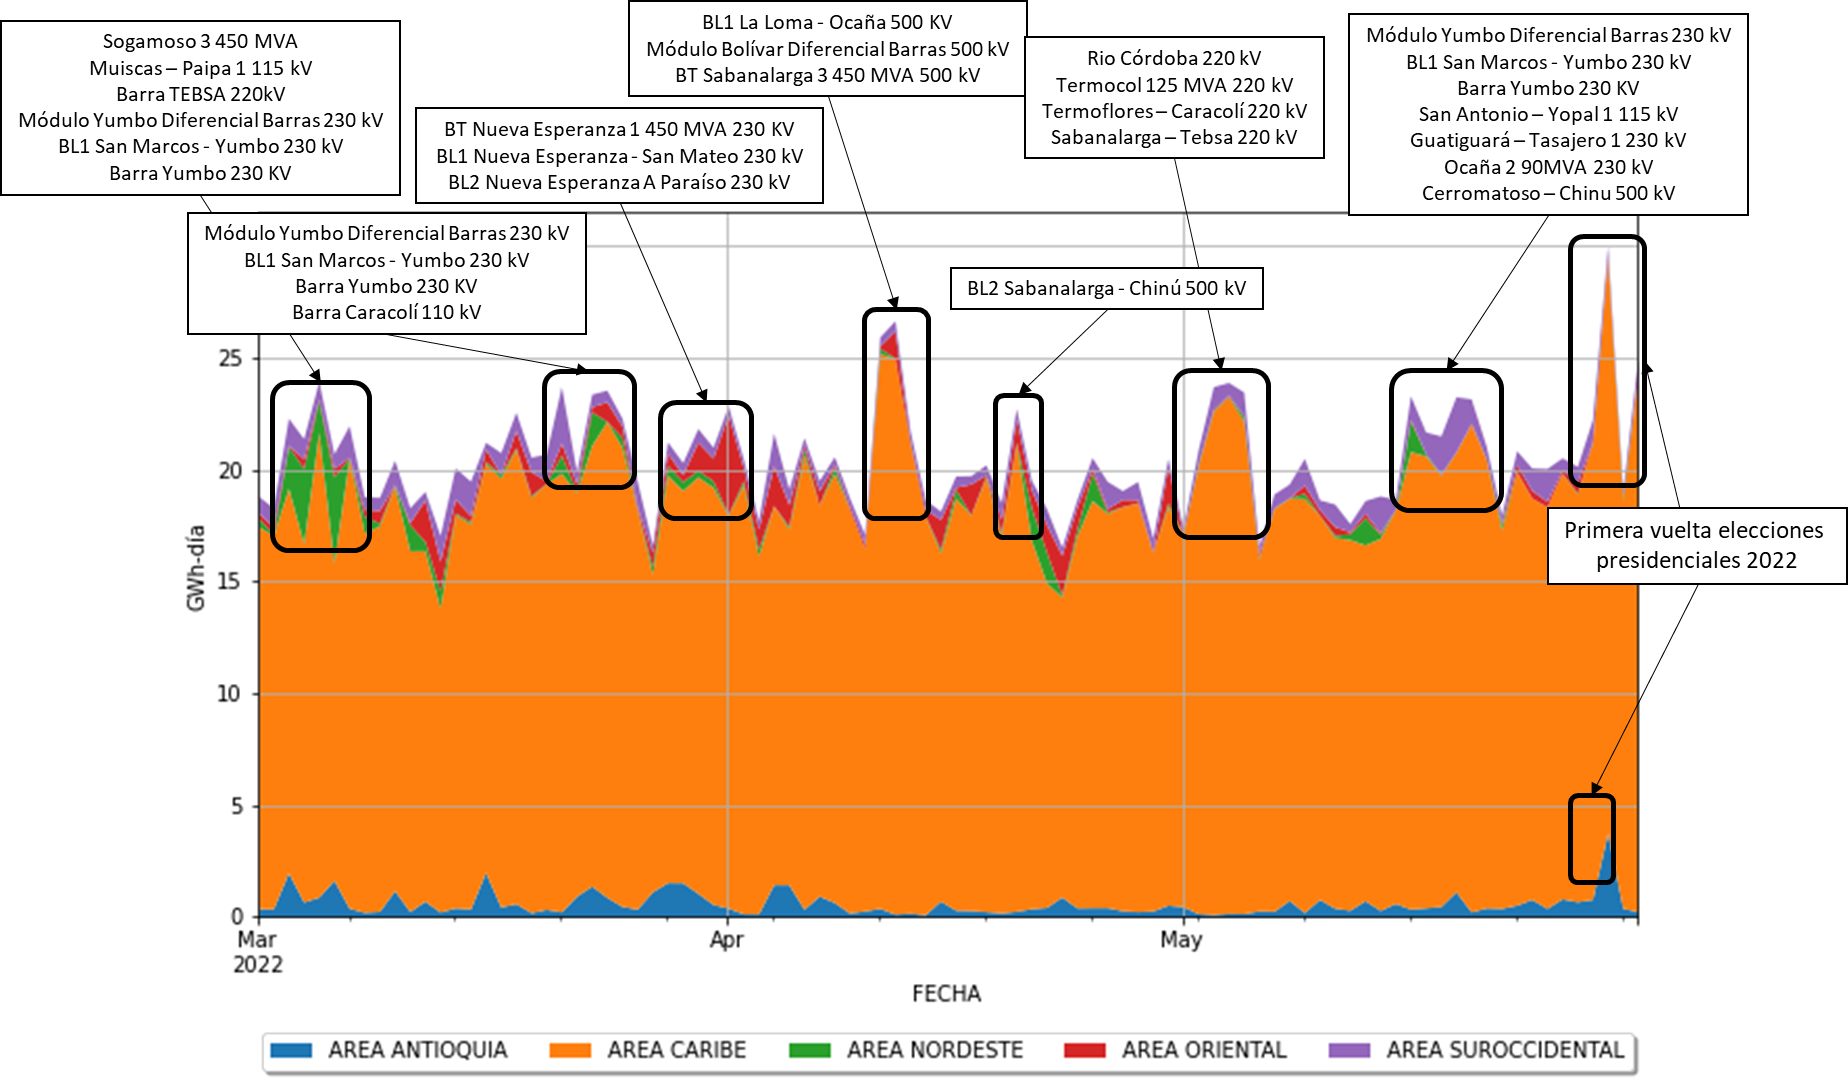 Sogamoso 3 450 MVA
Muiscas – Paipa 1 115 kV
Barra TEBSA 220kV
Módulo Yumbo Diferencial Barras 230 kV
BL1 San Marcos - Yumbo 230 kV
Barra Yumbo 230 KV
Módulo Yumbo Diferencial Barras 230 kV
BL1 San Marcos - Yumbo 230 kV
Barra Yumbo 230 KV
Barra Caracolí 110 kV
BT Nueva Esperanza 1 450 MVA 230 KV
BL1 Nueva Esperanza - San Mateo 230 kV
BL2 Nueva Esperanza A Paraíso 230 kV
BL1 La Loma - Ocaña 500 KV
Módulo Bolívar Diferencial Barras 500 kV
BT Sabanalarga 3 450 MVA 500 kV
BL2 Sabanalarga - Chinú 500 kV
Rio Córdoba 220 kV
Termocol 125 MVA 220 kV
Termoflores – Caracolí 220 kV
Sabanalarga – Tebsa 220 kV
Módulo Yumbo Diferencial Barras 230 kV
BL1 San Marcos - Yumbo 230 kV
Barra Yumbo 230 KV
San Antonio – Yopal 1 115 kV
Guatiguará – Tasajero 1 230 kV
Ocaña 2 90MVA 230 kV
Cerromatoso – Chinu 500 kV
Primera vuelta elecciones
presidenciales 2022
GWh-día
25
20
15
10
5
0
Mar
2022
Apr
May
FECHA
AREA ANTIOQUIA
AREA CARIBE
AREA NORDESTE
AREA ORIENTAL
AREA SUROCCIDENTAL